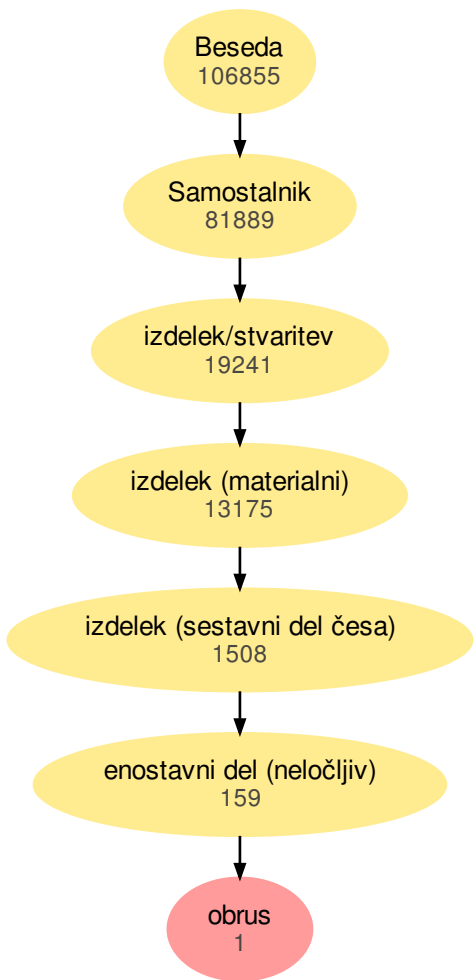 Beseda
106855
Samostalnik
81889
izdelek/stvaritev
19241
izdelek (materialni)
13175
izdelek (sestavni del česa)
1508
enostavni del (neločljiv)
159
obrus
1